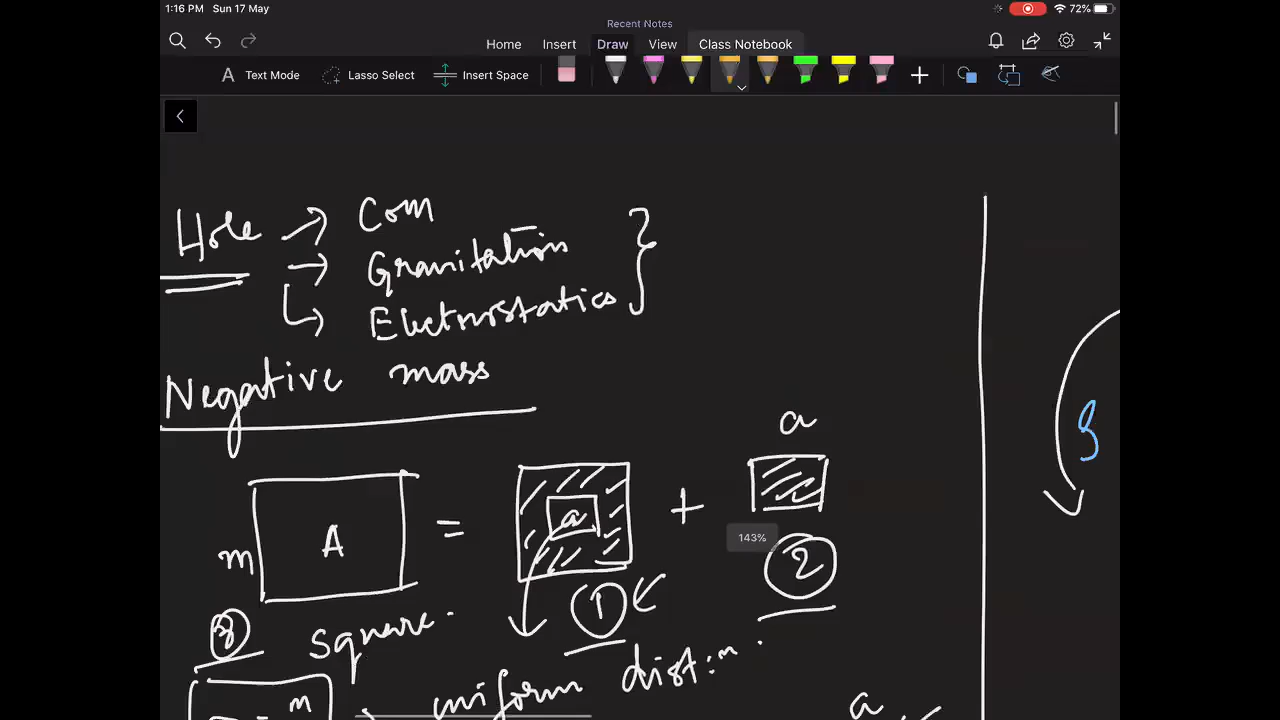 1:16 PM Sun 17 May
72%
Recent Notes
Home Insert Draw View Class Notebook
A Text Mode Lasso Select Insert Space
Hole → Com
→ Gravitation
→ Electrostatics
Negative mass
a
m A = a + a
143%
1 2
3 square.
uniform dist:n
m
a